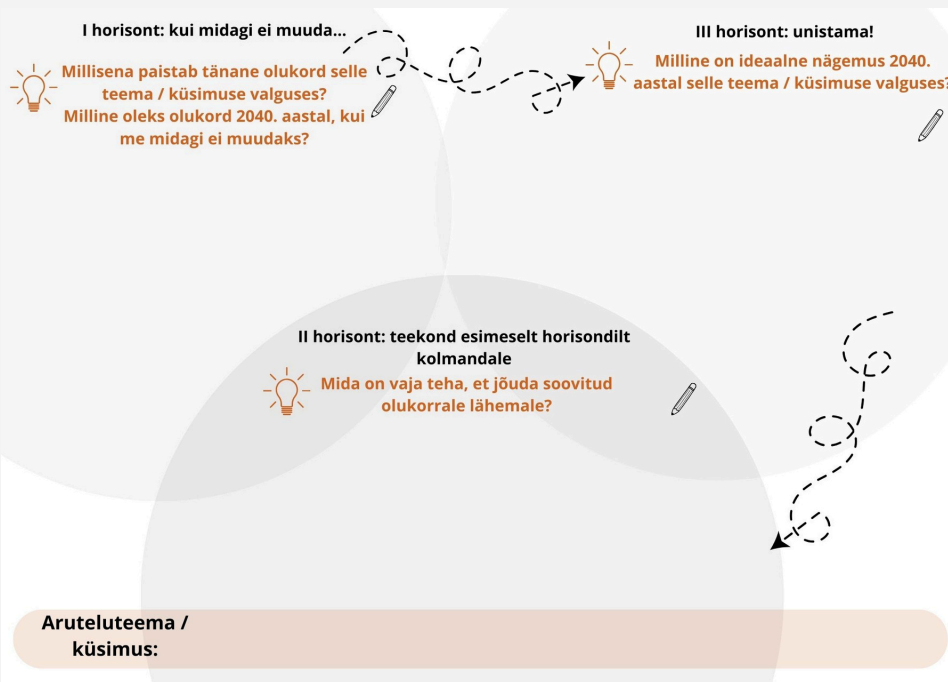 I horisont: kui midagi ei muuda...
Millisena paistab tänane olukord selle
teema / küsimuse valguses?
Milline oleks olukord 2040. aastal, kui
me midagi ei muudaks?
III horisont: unistama!
Milline on ideaalne nägemus 2040.
aastal selle teema / küsimuse valguses?
II horisont: teekond esimeselt horisondilt
kolmandale
Mida on vaja teha, et jõuda soovitud
olukorrale lähemale?
Aruteluteema /
küsimus: